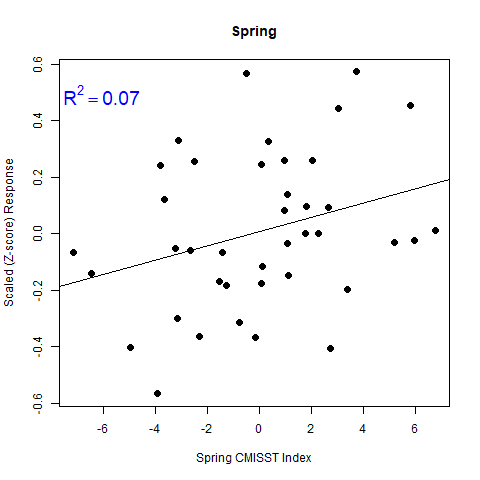 Spring
R² = 0.07
0.6
0.4
0.2
0.0
-0.2
-0.4
-0.6
Scaled (Z-score) Response
-6 -4 -2 0 2 4 6
Spring CMISST Index